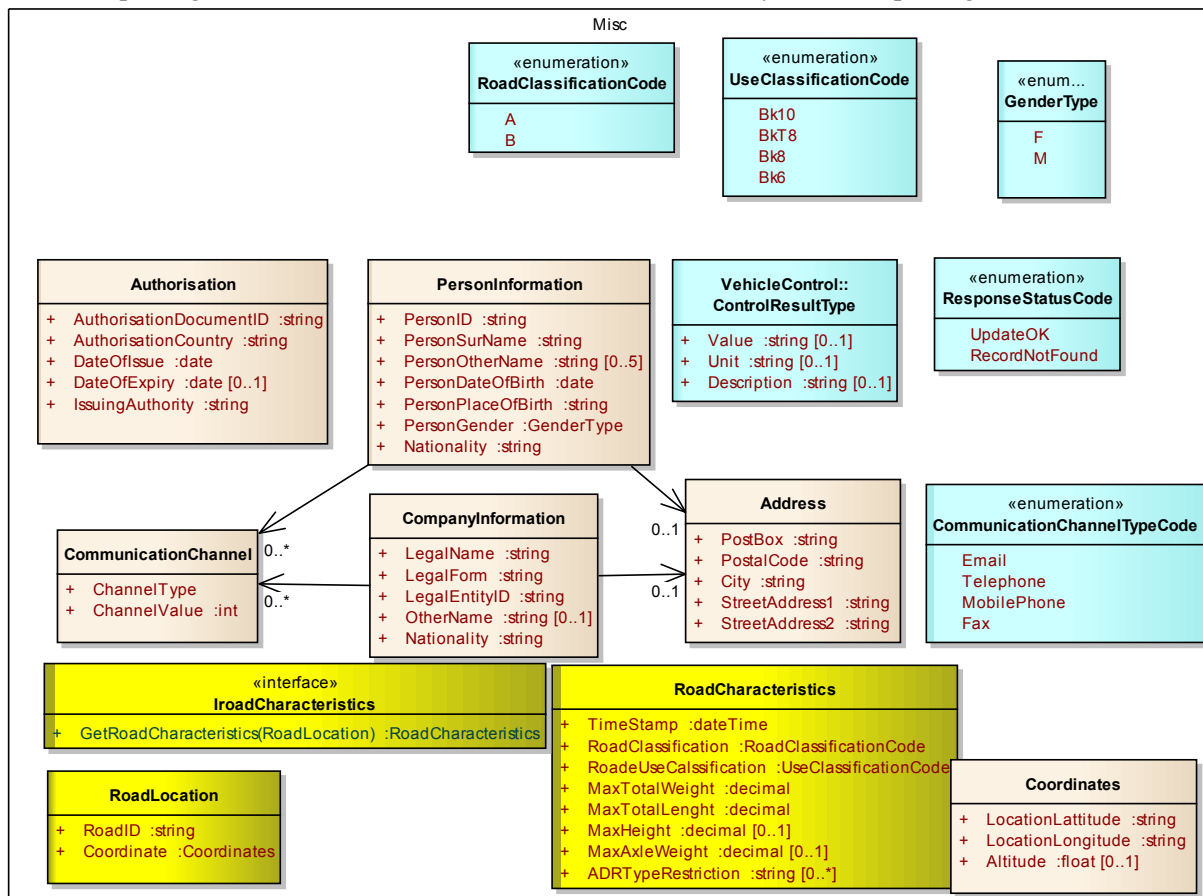 Misc
«enumeration»
RoadClassificationCode
A
B
«enumeration»
UseClassificationCode
Bk10
BkT8
Bk8
Bk6
«enum...
GenderType
F
M
Authorisation
+ AuthorisationDocumentID :string
+ AuthorisationCountry :string
+ DateOfIssue :date
+ DateOfExpiry :date [0..1]
+ IssuingAuthority :string
PersonInformation
+ PersonID :string
+ PersonSurName :string
+ PersonOtherName :string [0..5]
+ PersonDateOfBirth :date
+ PersonPlaceOfBirth :string
+ PersonGender :GenderType
+ Nationality :string
VehicleControl::
ControlResultType
+ Value :string [0..1]
+ Unit :string [0..1]
+ Description :string [0..1]
«enumeration»
ResponseStatusCode
UpdateOK
RecordNotFound
CommunicationChannel
+ ChannelType
+ ChannelValue :int
0..*
0..*
CompanyInformation
+ LegalName :string
+ LegalForm :string
+ LegalEntityID :string
+ OtherName :string [0..1]
+ Nationality :string
0..1
0..1
Address
+ PostBox :string
+ PostalCode :string
+ City :string
+ StreetAddress1 :string
+ StreetAddress2 :string
«enumeration»
CommunicationChannelTypeCode
Email
Telephone
MobilePhone
Fax
«interface»
IroadCharacteristics
+ GetRoadCharacteristics(RoadLocation) :RoadCharacteristics
RoadLocation
+ RoadID :string
+ Coordinate :Coordinates
RoadCharacteristics
+ TimeStamp :dateTime
+ RoadClassification :RoadClassificationCode
+ RoadeUseCalssification :UseClassificationCode
+ MaxTotalWeight :decimal
+ MaxTotalLenght :decimal
+ MaxHeight :decimal [0..1]
+ MaxAxleWeight :decimal [0..1]
+ ADRTypeRestriction :string [0..*]
Coordinates
+ LocationLattitude :string
+ LocationLongitude :string
+ Altitude :float [0..1]